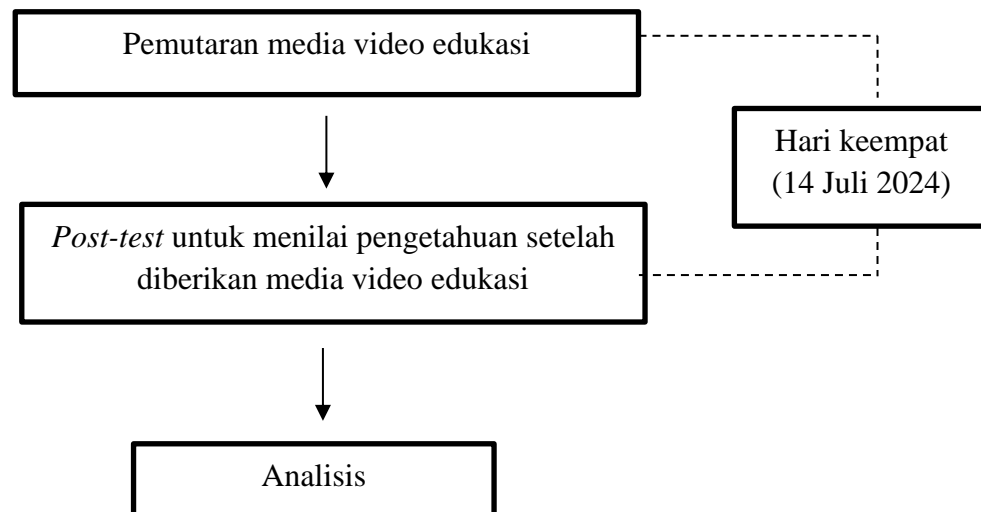 Pemutaran media video edukasi
Hari keempat
(14 Juli 2024)
Post-test untuk menilai pengetahuan setelah
diberikan media video edukasi
Analisis